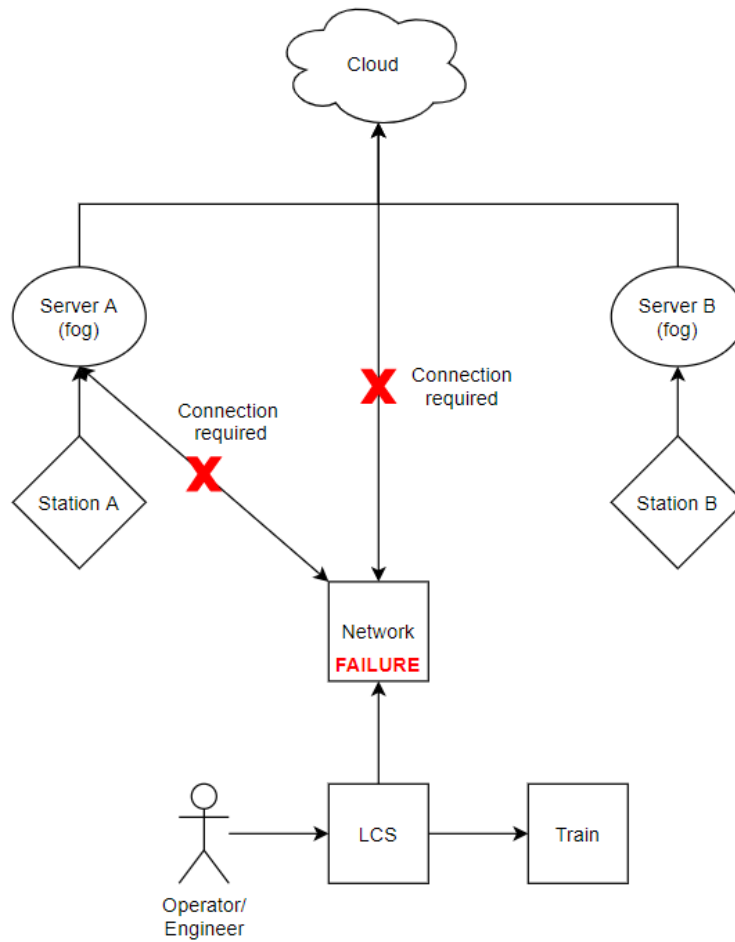 Cloud
Server A
(fog)
Server B
(fog)
Connection
required
Connection
required
Station A
Station B
Network
FAILURE
LCS
Train
Operator/
Engineer